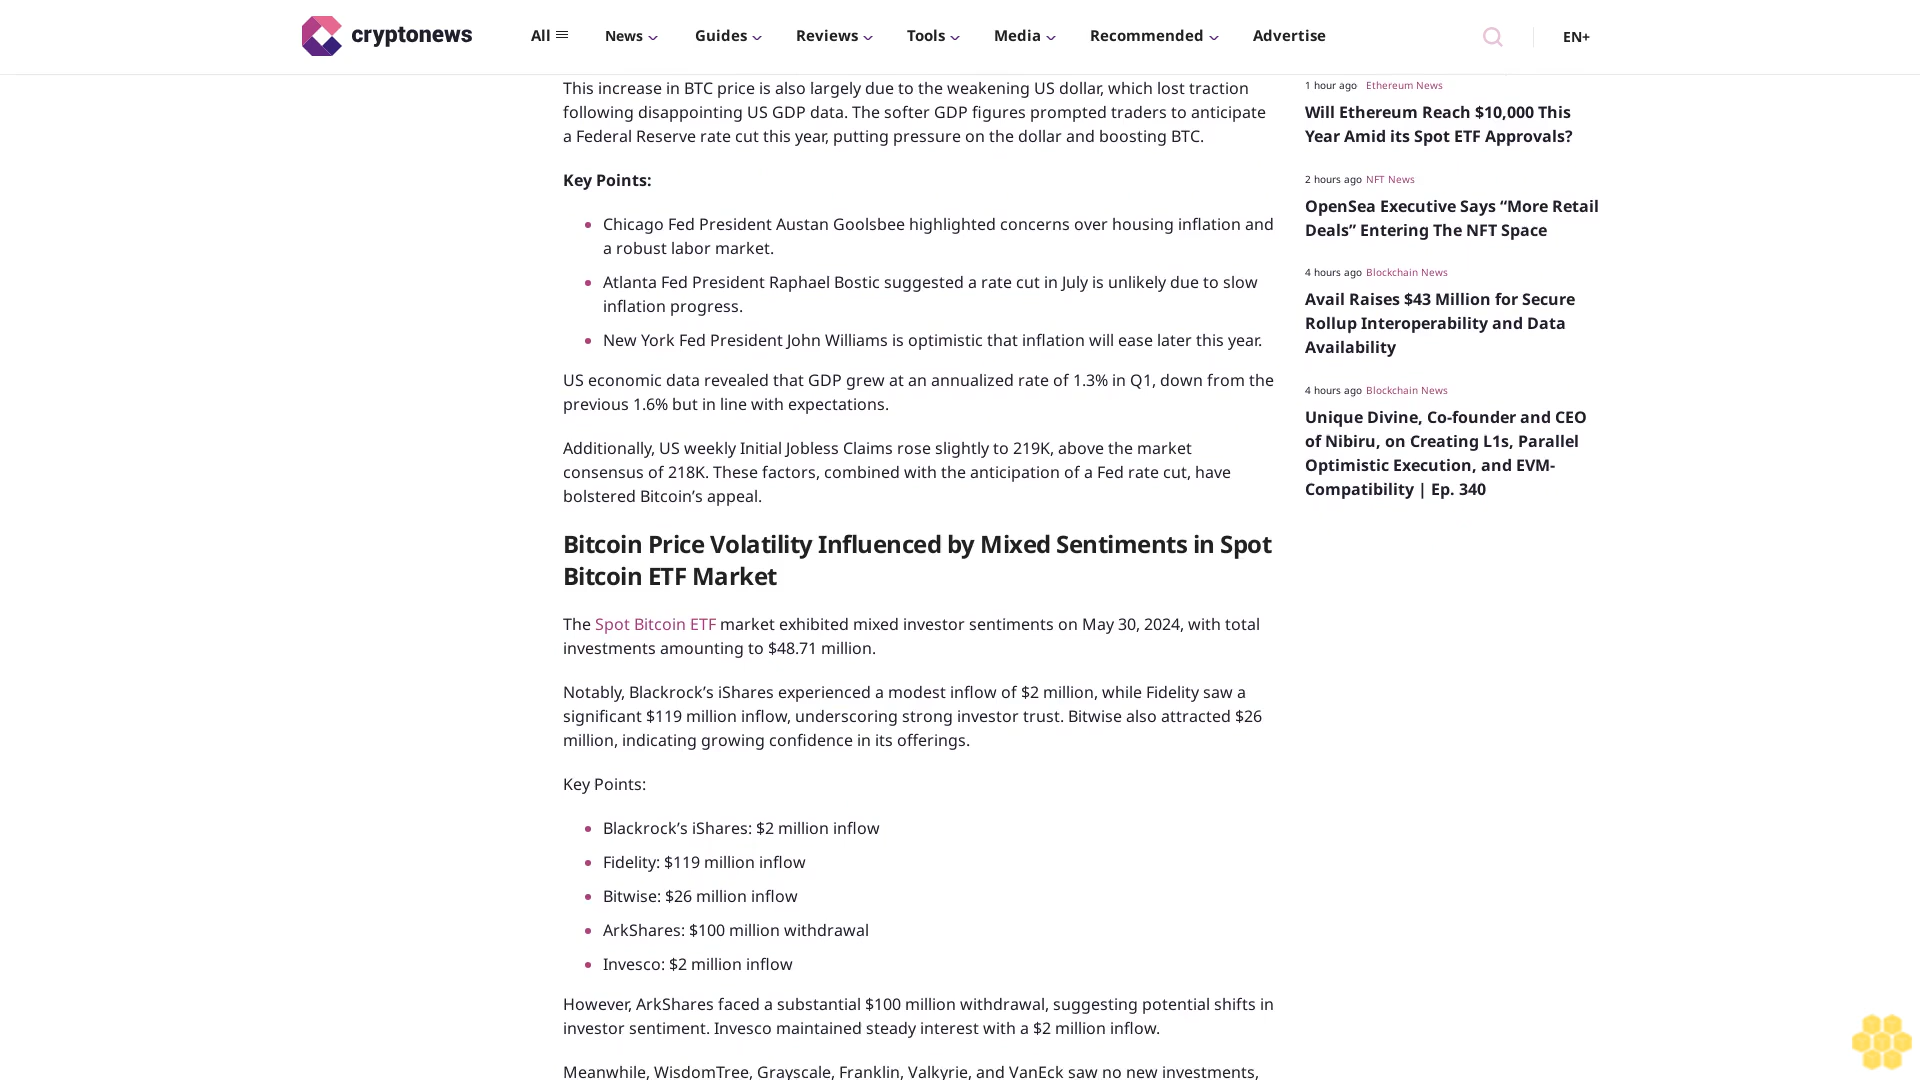 cryptonews
All
News
Guides
Reviews
Tools
Media
Recommended
Advertise
EN+
This increase in BTC price is also largely due to the weakening US dollar, which lost traction
following disappointing US GDP data. The softer GDP figures prompted traders to anticipate
a Federal Reserve rate cut this year, putting pressure on the dollar and boosting BTC.
Key Points:
Chicago Fed President Austan Goolsbee highlighted concerns over housing inflation and
a robust labor market.
Atlanta Fed President Raphael Bostic suggested a rate cut in July is unlikely due to slow
inflation progress.
New York Fed President John Williams is optimistic that inflation will ease later this year.
US economic data revealed that GDP grew at an annualized rate of 1.3% in Q1, down from the
previous 1.6% but in line with expectations.
Additionally, US weekly Initial Jobless Claims rose slightly to 219K, above the market
consensus of 218K. These factors, combined with the anticipation of a Fed rate cut, have
bolstered Bitcoin’s appeal.
Bitcoin Price Volatility Influenced by Mixed Sentiments in Spot
Bitcoin ETF Market
The Spot Bitcoin ETF market exhibited mixed investor sentiments on May 30, 2024, with total
investments amounting to $48.71 million.
Notably, Blackrock’s iShares experienced a modest inflow of $2 million, while Fidelity saw a
significant $119 million inflow, underscoring strong investor trust. Bitwise also attracted $26
million, indicating growing confidence in its offerings.
Key Points:
Blackrock’s iShares: $2 million inflow
Fidelity: $119 million inflow
Bitwise: $26 million inflow
ArkShares: $100 million withdrawal
Invesco: $2 million inflow
However, ArkShares faced a substantial $100 million withdrawal, suggesting potential shifts in
investor sentiment. Invesco maintained steady interest with a $2 million inflow.
Meanwhile, WisdomTree, Grayscale, Franklin, Valkyrie, and VanEck saw no new investments,
1 hour ago Ethereum News
Will Ethereum Reach $10,000 This
Year Amid its Spot ETF Approvals?
2 hours ago NFT News
OpenSea Executive Says “More Retail
Deals” Entering The NFT Space
4 hours ago Blockchain News
Avail Raises $43 Million for Secure
Rollup Interoperability and Data
Availability
4 hours ago Blockchain News
Unique Divine, Co-founder and CEO
of Nibiru, on Creating L1s, Parallel
Optimistic Execution, and EVM-
Compatibility | Ep. 340